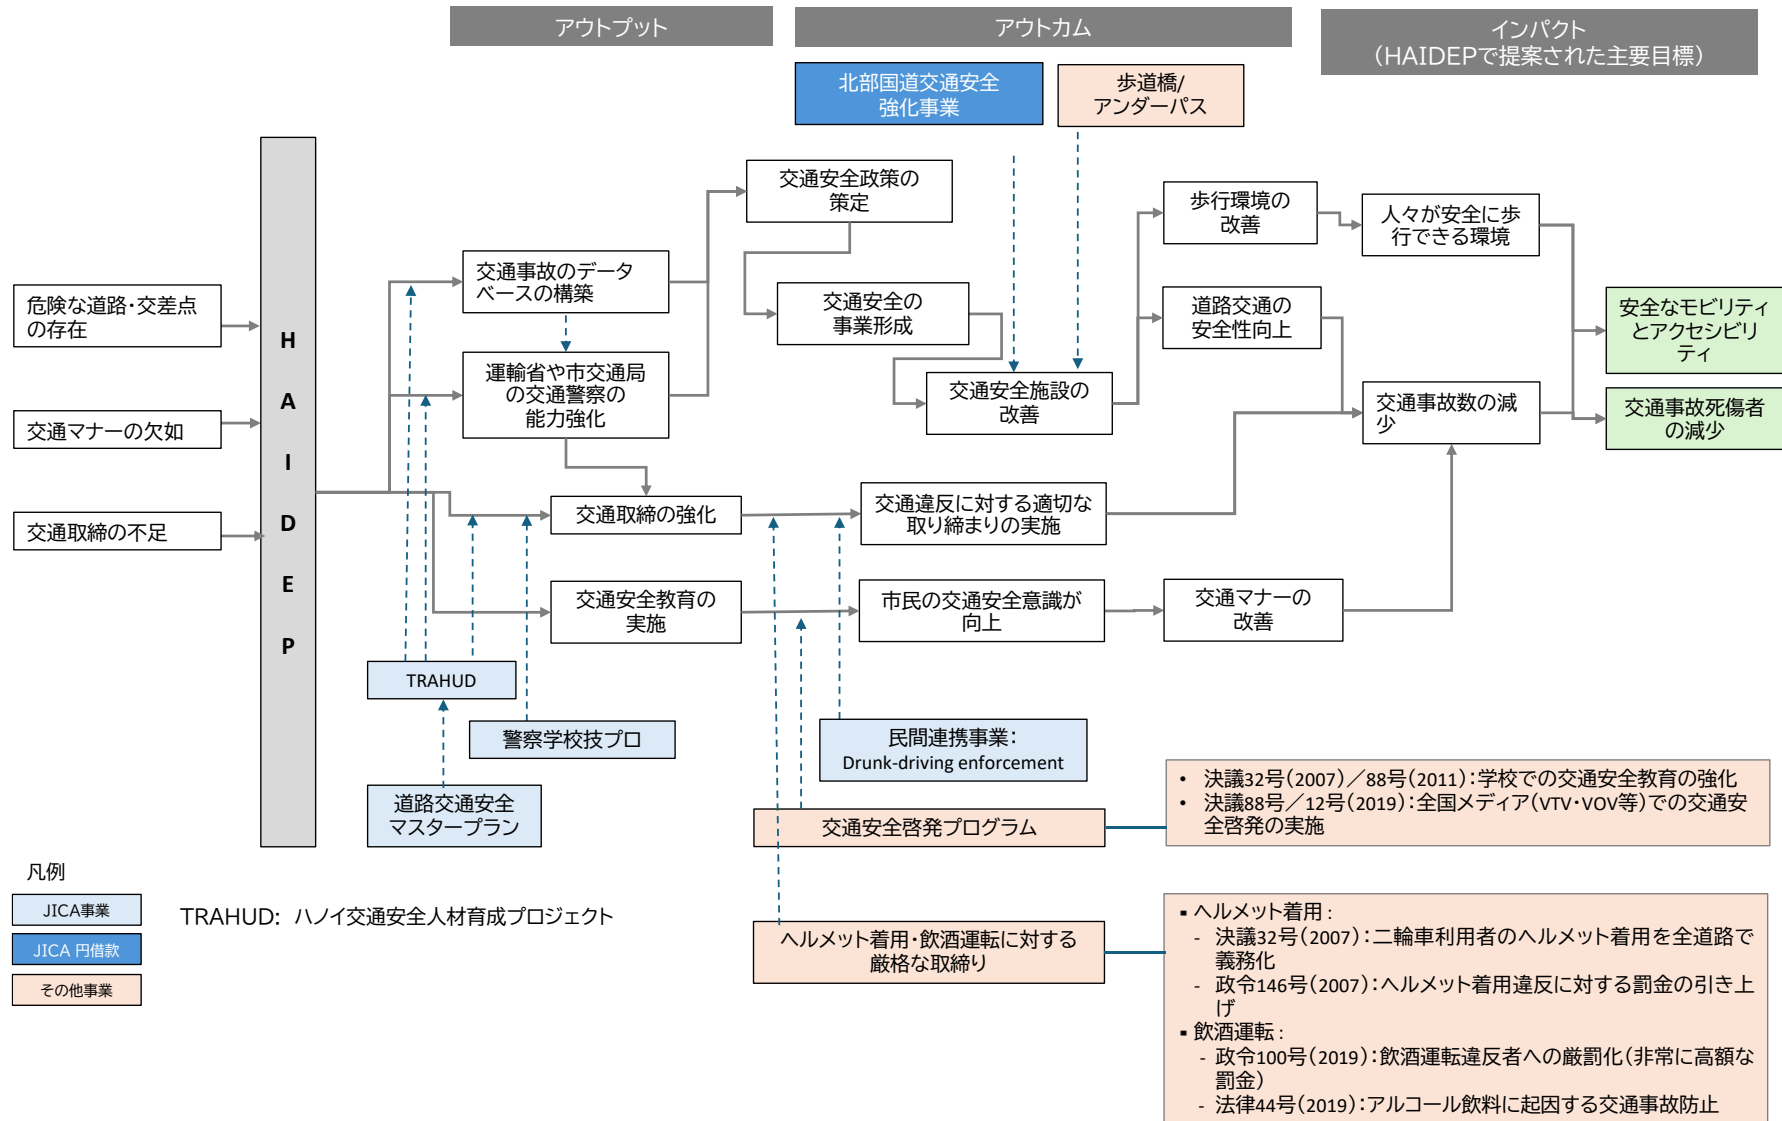 アウトプット
アウトカム
インパクト
（HAIDEPで提案された主要目標）
北部国道交通安全
強化事業
歩道橋/
アンダーパス
交通安全政策の
策定
歩行環境の
改善
人々が安全に歩
行できる環境
交通事故のデータ
ベースの構築
危険な道路・交差点
の存在
交通安全の
事業形成
道路交通の
安全性向上
安全なモビリティ
とアクセシビリ
ティ
H
A
I
D
E
P
運輸省や市交通局
の交通警察の
能力強化
交通安全施設の
改善
交通事故数の減
少
交通事故死傷者
の減少
交通マナーの欠如
交通取締の不足
交通取締の強化
交通違反に対する適切な
取り締まりの実施
交通安全教育の
実施
市民の交通安全意識が
向上
交通マナーの
改善
TRAHUD
警察学校技プロ
民間連携事業：
Drunk-driving enforcement
道路交通安全
マスタープラン
交通安全啓発プログラム
• 決議32号（2007）／88号（2011）：学校での交通安全教育の強化
• 決議88号／12号（2019）：全国メディア（VTV・VOV等）での交通安
全啓発の実施
凡例
JICA事業
JICA 円借款
その他事業
TRAHUD： ハノイ交通安全人材育成プロジェクト
ヘルメット着用・飲酒運転に対する
厳格な取締り
▪ ヘルメット着用：
- 決議32号（2007）：二輪車利用者のヘルメット着用を全道路で
義務化
- 政令146号（2007）：ヘルメット着用違反に対する罰金の引き上
げ
▪ 飲酒運転：
- 政令100号（2019）：飲酒運転違反者への厳罰化（非常に高額な
罰金）
- 法律44号（2019）：アルコール飲料に起因する交通事故防止